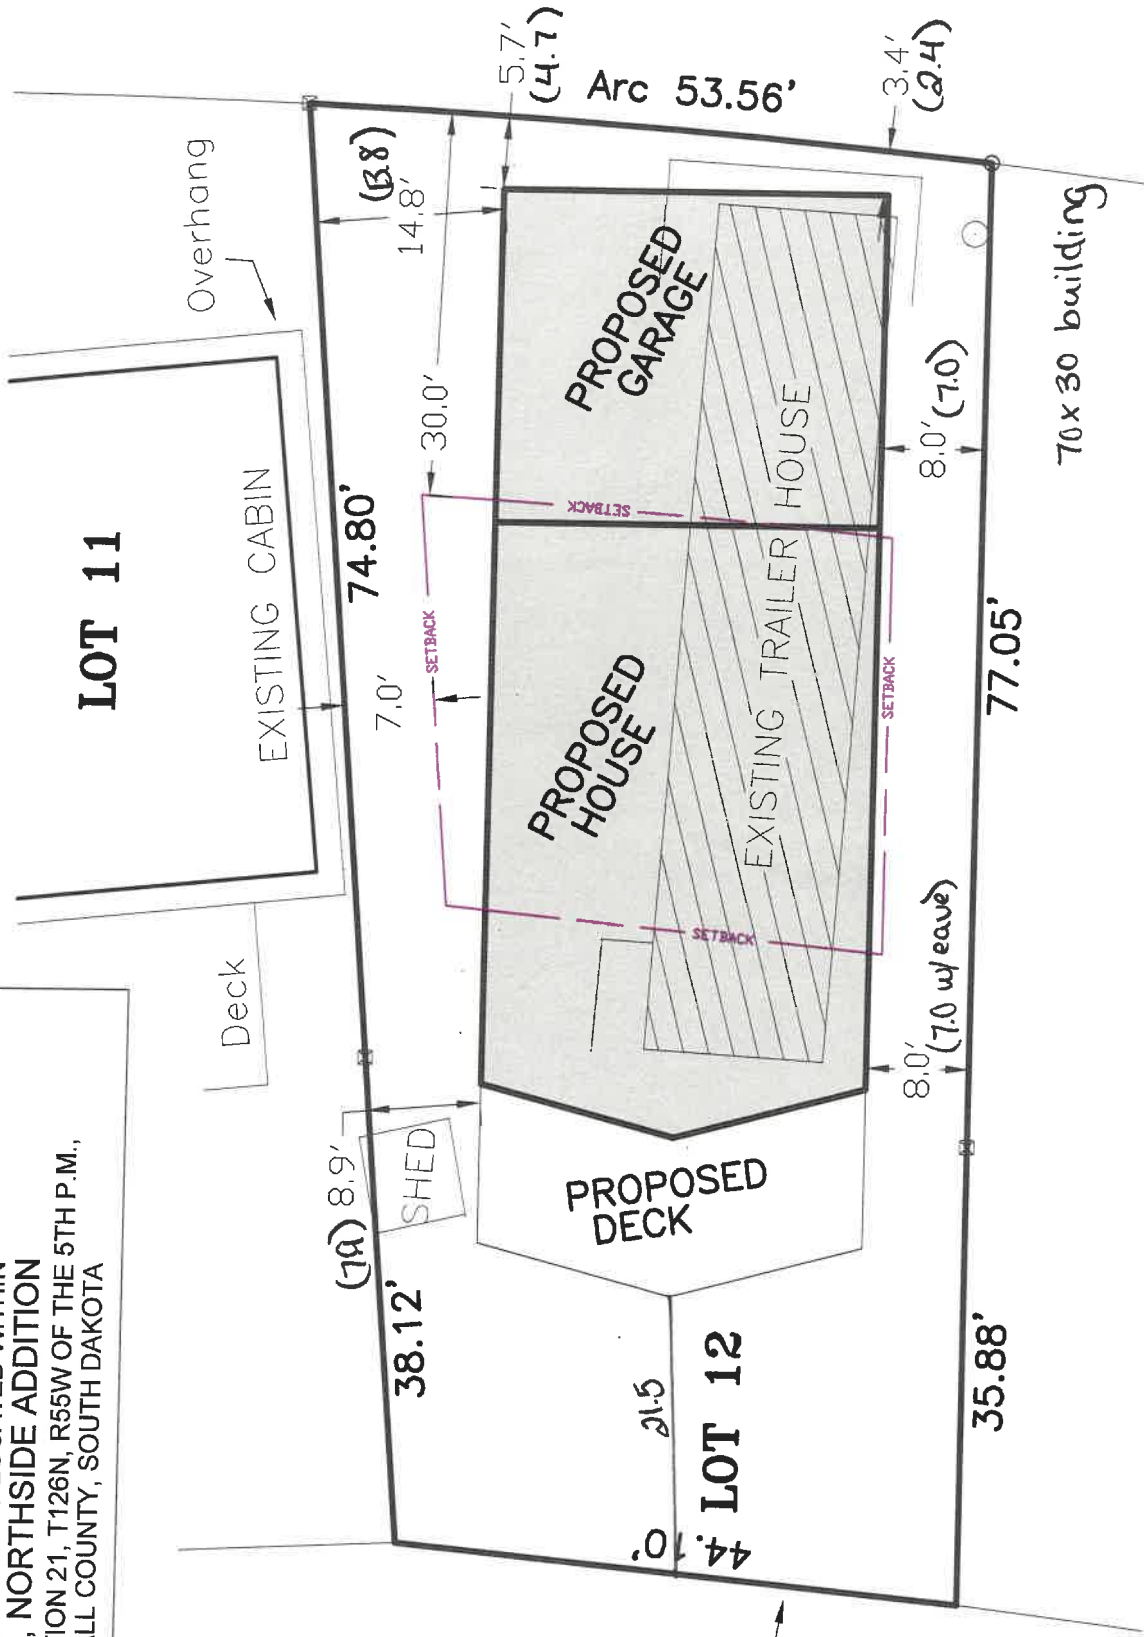 , NORTHSIDE ADDITION
TION 21, T126N, R55W OF THE 5TH P.M.,
ALL COUNTY, SOUTH DAKOTA
LOT 11
EXISTING CABIN
Overhang
Deck
74.80'
38.12'
(7.9) 8.9'
SHED
7.0'
30.0'
(13.8)
14.8'
5.7'
(4.7)
Arc 53.56'
3.4'
(2.4)
SETBACK
SETBACK
SETBACK
SETBACK
PROPOSED
GARAGE
PROPOSED
HOUSE
EXISTING TRAILER HOUSE
PROPOSED
DECK
21.5
LOT 12
44.10'
8.0'
(7.0 w/eave)
8.0' (7.0)
35.88'
77.05'
70x30 building